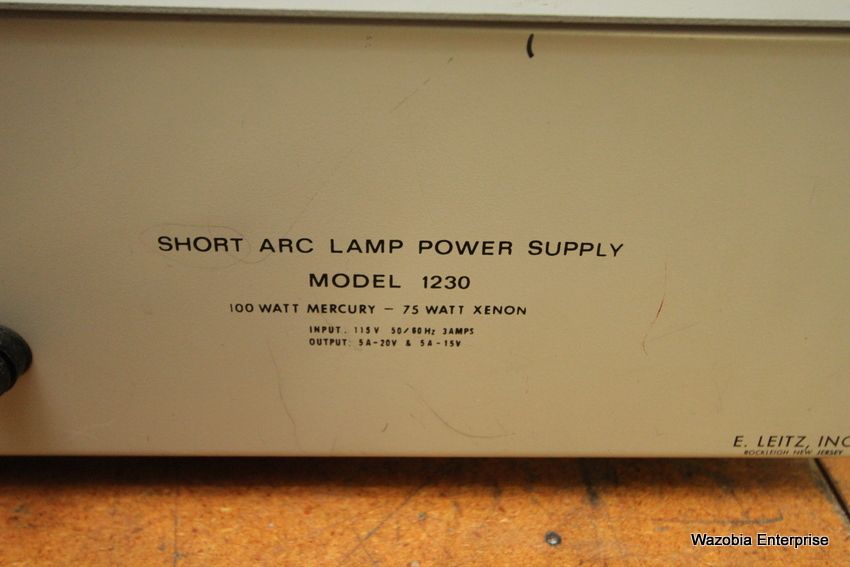 SHORT ARC LAMP POWER SUPPLY
MODEL 1230
100 WATT MERCURY - 75 WATT XENON
INPUT. 115V 50/60Hz 3AMPS
OUTPUT: 5A-20V & 5A-15V
E. LEITZ, INC
ROCKLEIGH NEW JERSEY
Wazobia Enterprise